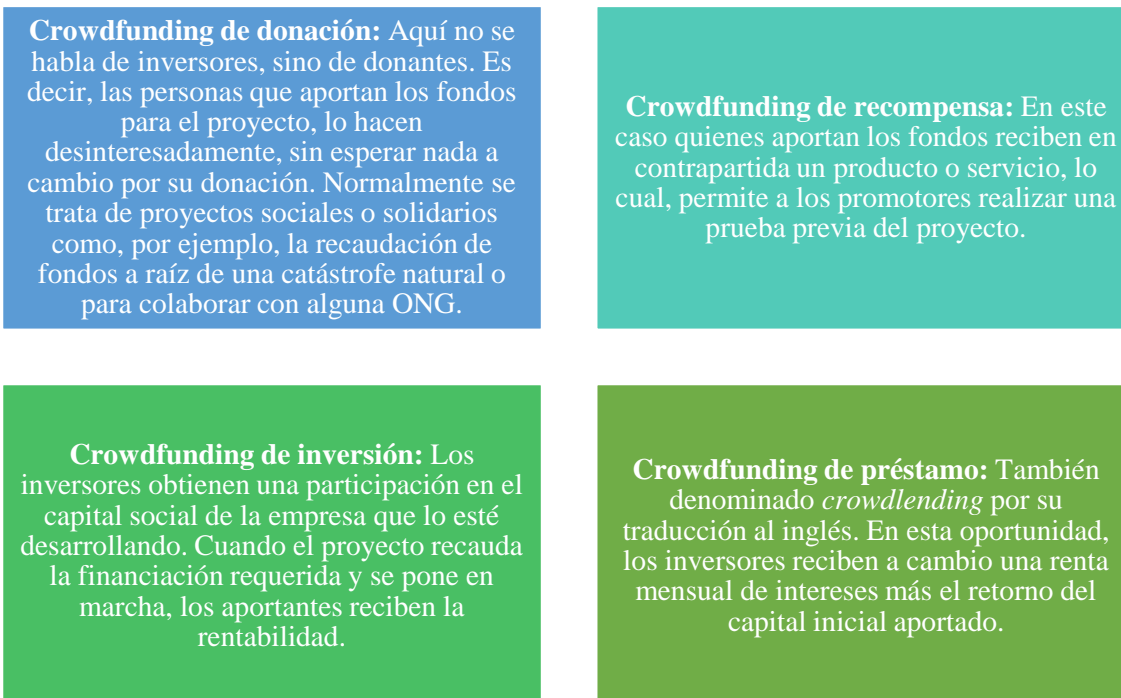 Crowdfunding de donación: Aquí no se
habla de inversores, sino de donantes. Es
decir, las personas que aportan los fondos
para el proyecto, lo hacen
desinteresadamente, sin esperar nada a
cambio por su donación. Normalmente se
trata de proyectos sociales o solidarios
como, por ejemplo, la recaudación de
fondos a raíz de una catástrofe natural o
para colaborar con alguna ONG.
Crowdfunding de recompensa: En este
caso quienes aportan los fondos reciben en
contrapartida un producto o servicio, lo
cual, permite a los promotores realizar una
prueba previa del proyecto.
Crowdfunding de inversión: Los
inversores obtienen una participación en el
capital social de la empresa que lo esté
desarrollando. Cuando el proyecto recauda
la financiación requerida y se pone en
marcha, los aportantes reciben la
rentabilidad.
Crowdfunding de préstamo: También
denominado crowdlending por su
traducción al inglés. En esta oportunidad,
los inversores reciben a cambio una renta
mensual de intereses más el retorno del
capital inicial aportado.